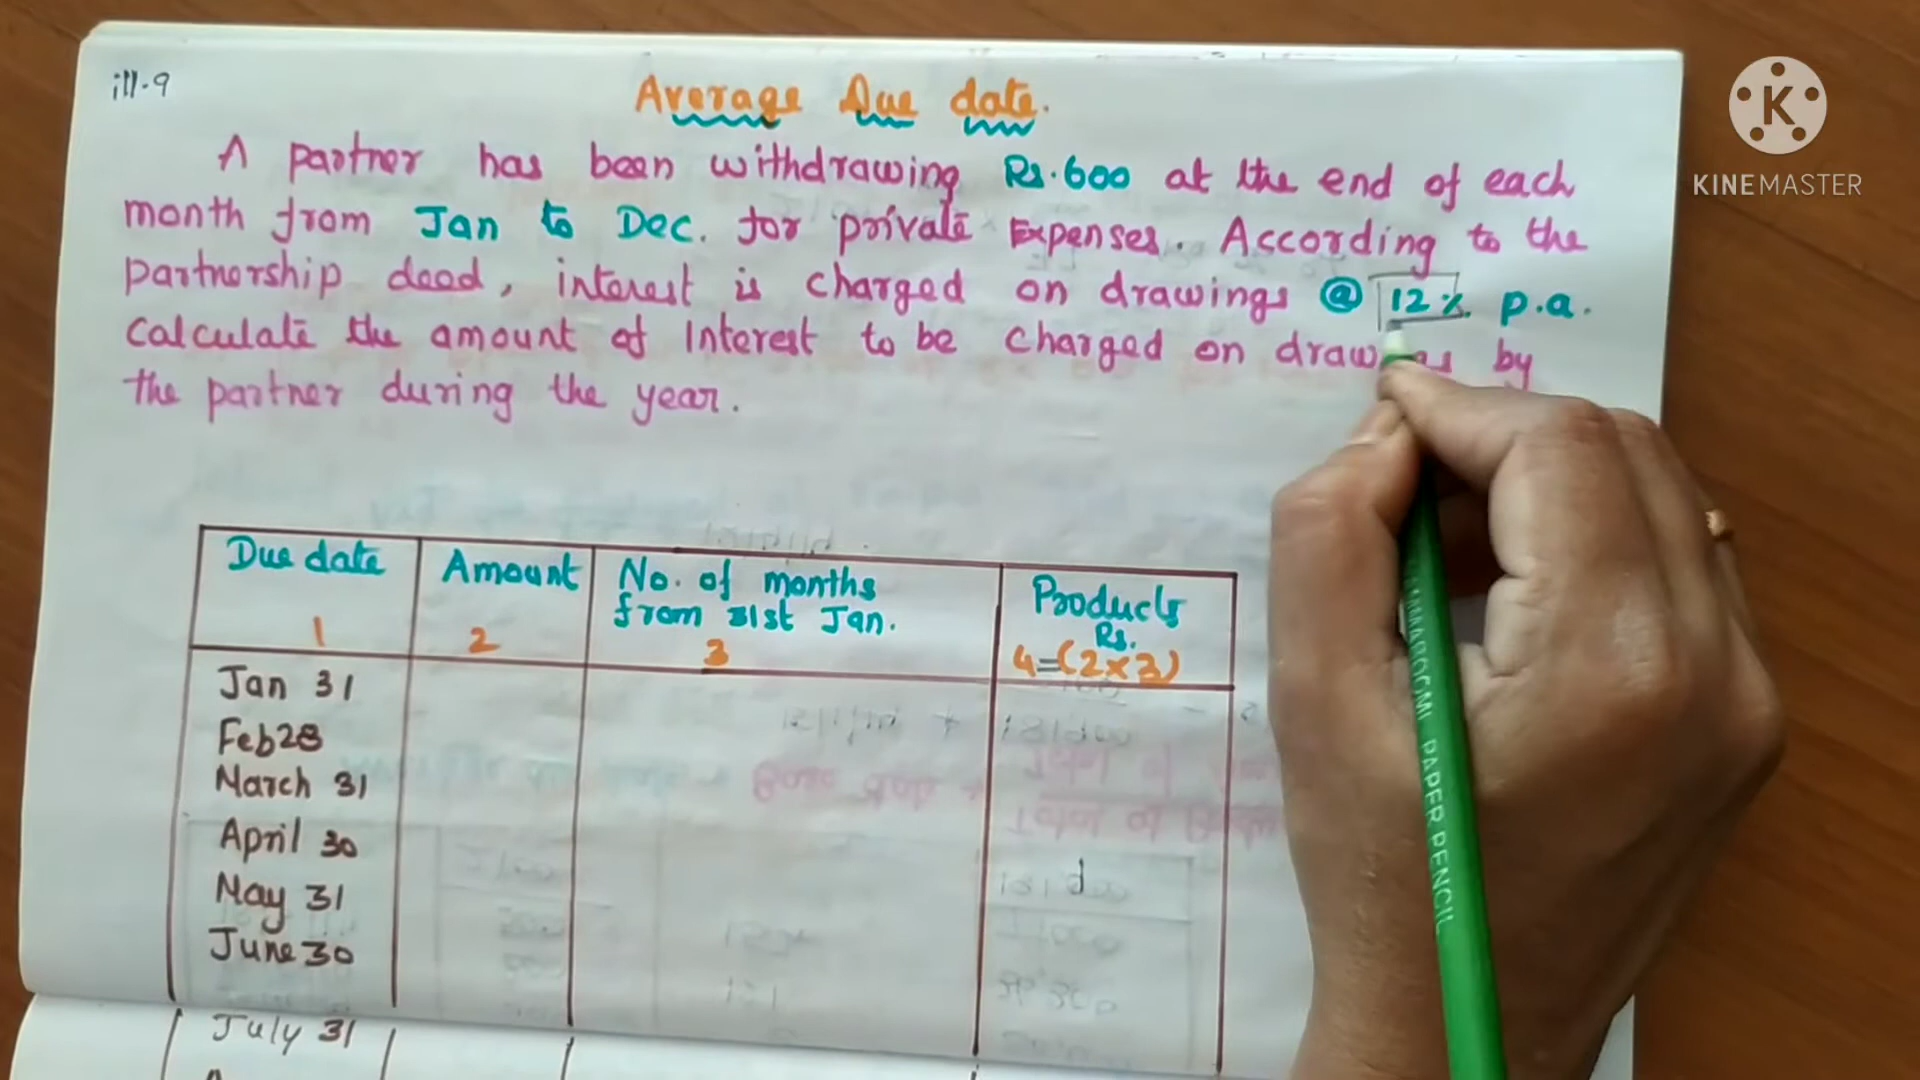 ill.9
Average Due date.
A partner has been withdrawing Rs.600 at the end of each
month from Jan to Dec. for private Expenses. According to the
partnership deed, interest is charged on drawings @ 12% p.a.
Calculate the amount of Interest to be charged on by
the partner during the year.
Due date Amount No. of months Products
from 31st Jan. Rs.
1 2 3 4=(2×3)
Jan 31
Feb28
March 31
April 30
May 31
June 30
July 31
KINEMASTER
MAAROOMI PAPER PENCIL